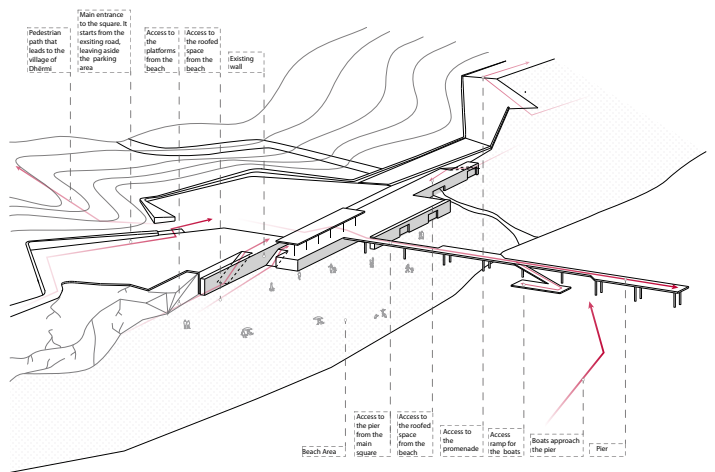 Pedestrian
path that
leads to the
village of
Dhërmi
Main entrance
to the square. It
starts from the
exsiting road,
leaving aside
the parking
area
Access to
the
platforms
from the
beach
Access to
the roofed
space
from the
beach
Existing
wall
Beach Area
Access to
the pier
from the
main
square
Access to
the roofed
space
from the
beach
Access to
the
promenade
Access
ramp for
the boats
Boats approach
the pier
Pier